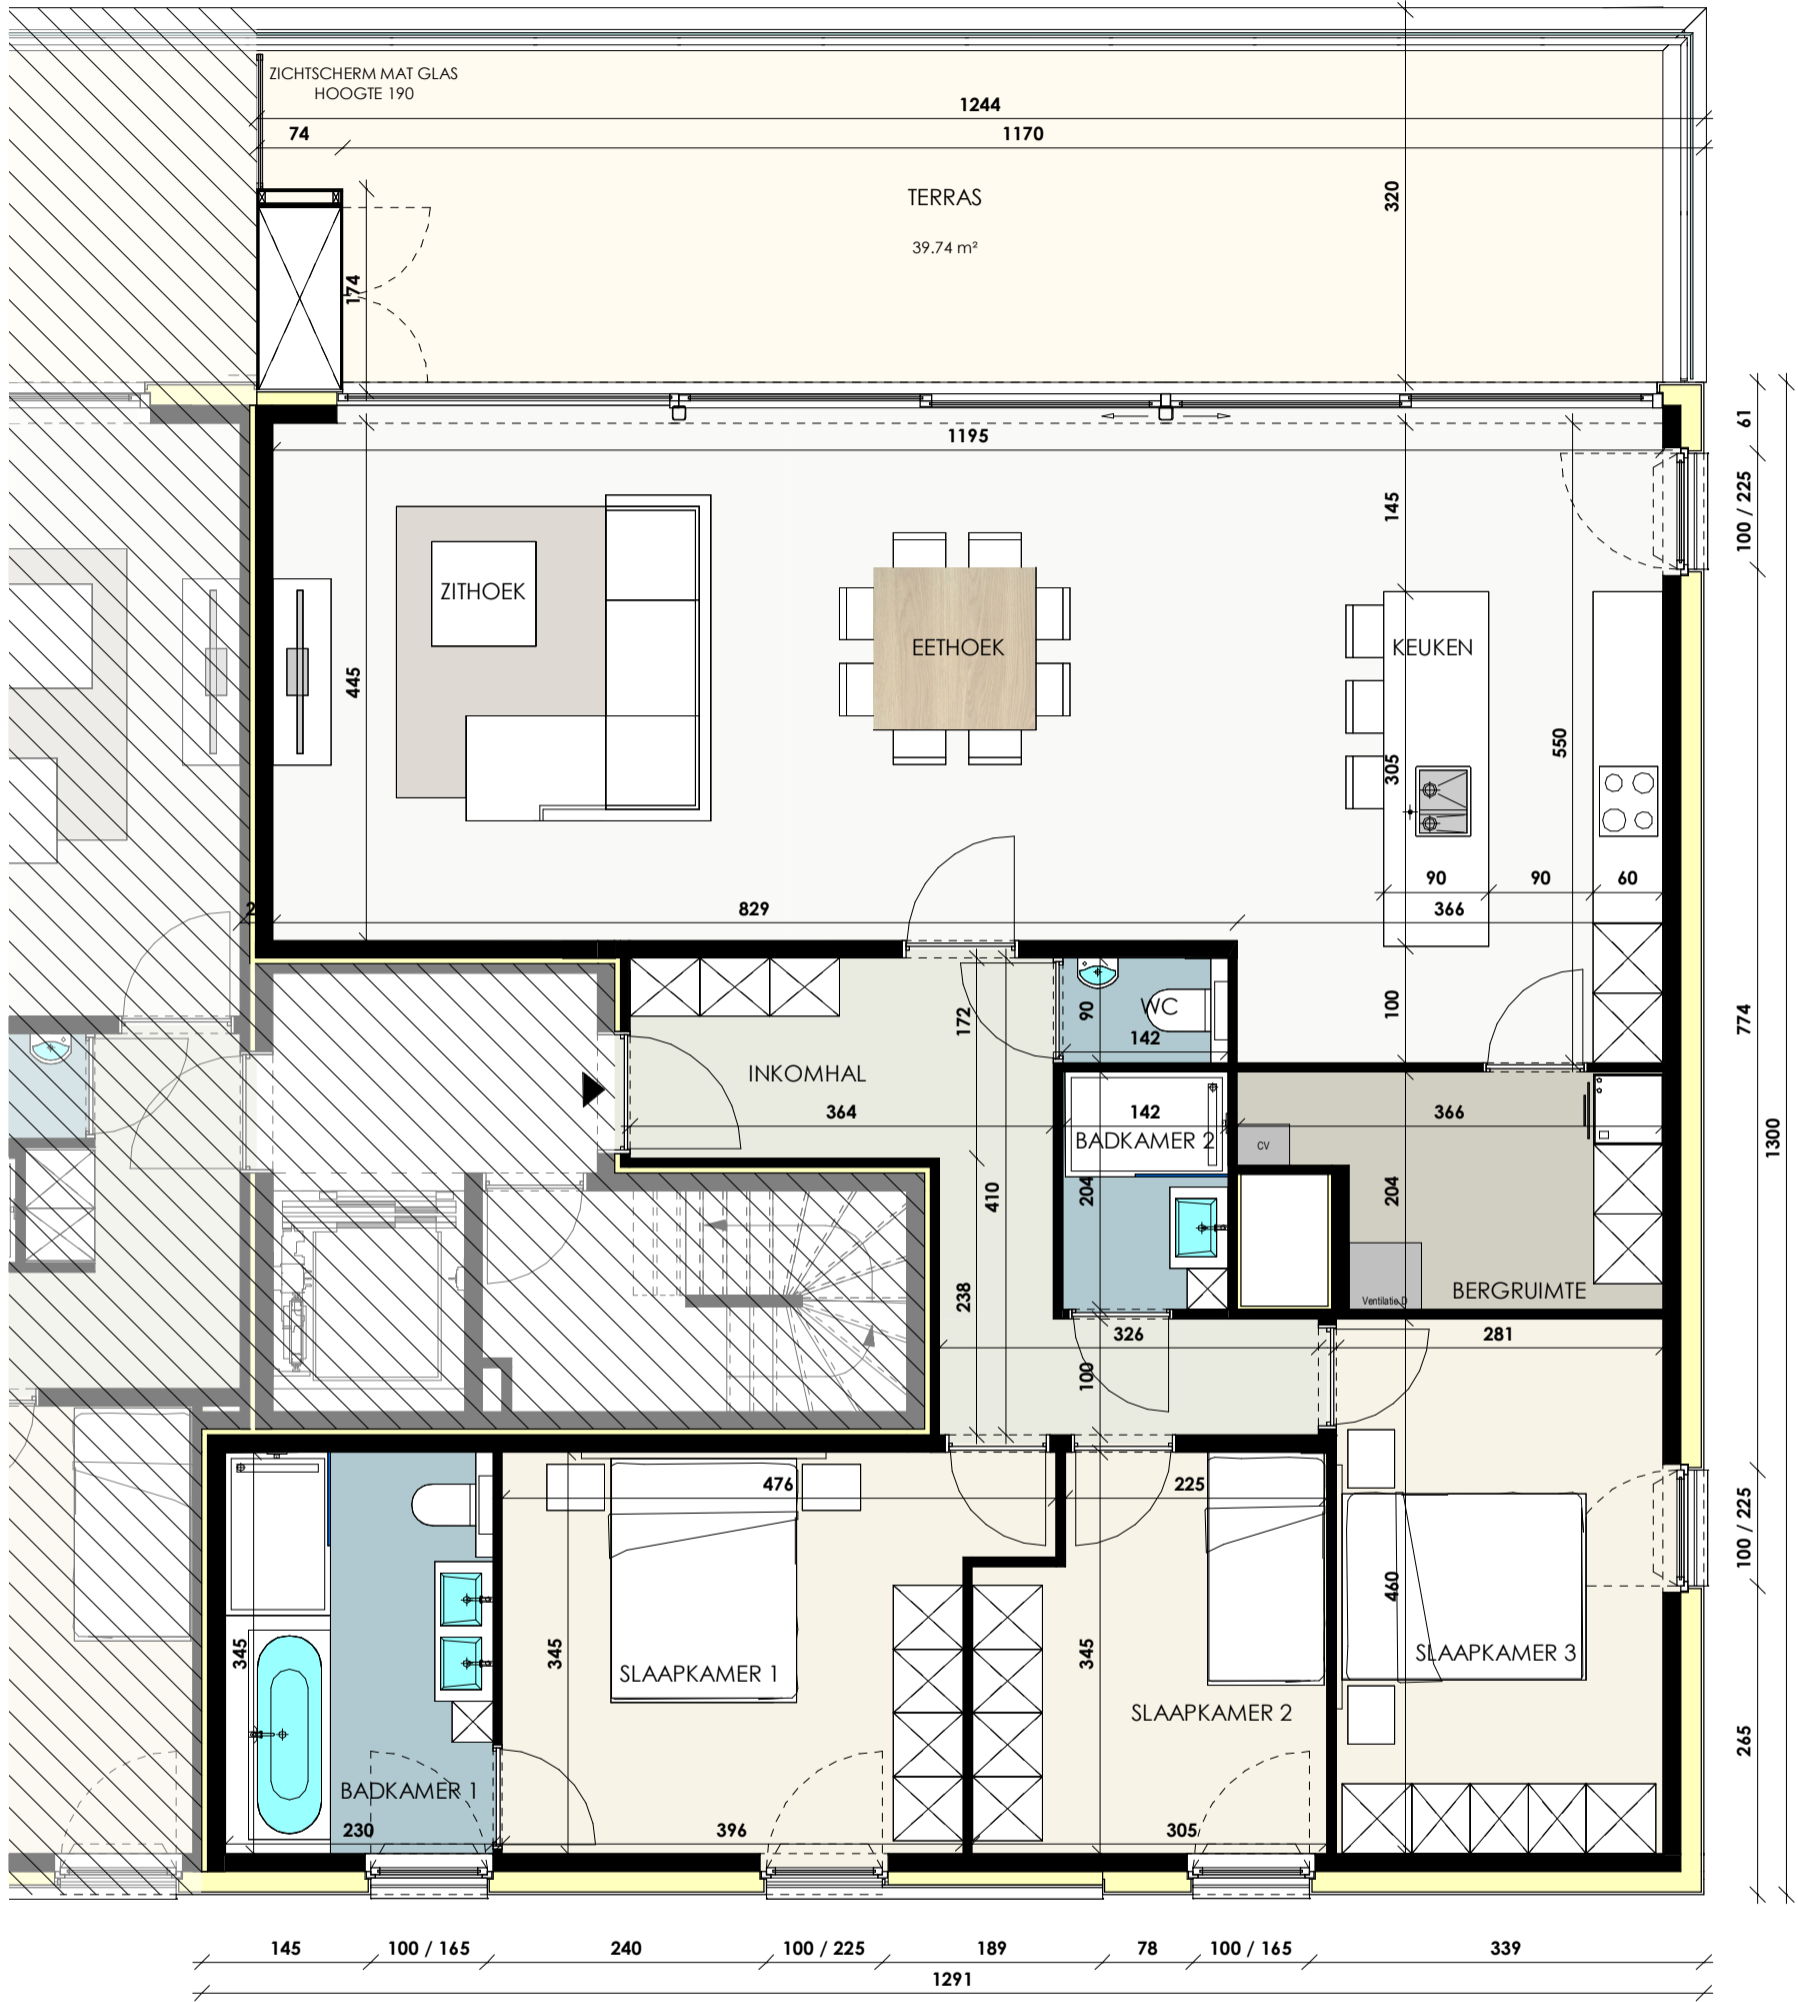 ZICHTSCHERM MAT GLAS
HOOGTE 190
1244
74
1170
320
TERRAS
39.74 m²
174
61
1195
145
100 / 225
ZITHOEK
EETHOEK
KEUKEN
445
550
305
90
90
60
829
366
172
90
WC
142
100
774
INKOMHAL
364
142
366
BADKAMER 2
CV
1300
410
204
204
238
BERGRUIMTE
Ventilatie D
326
281
100
476
225
100 / 225
460
345
345
345
SLAAPKAMER 1
SLAAPKAMER 2
SLAAPKAMER 3
265
BADKAMER 1
230
396
305
145
100 / 165
240
100 / 225
189
78
100 / 165
339
1291